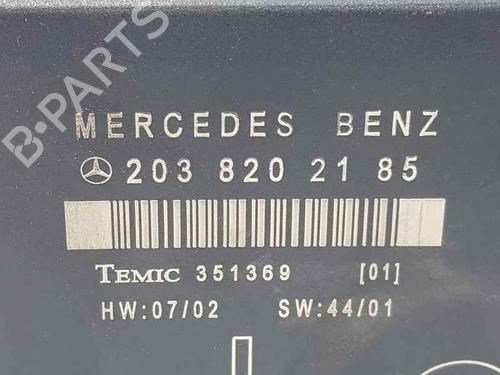 B-PARTS
MERCEDES BENZ
203 820 21 85
TEMIC 351369 [01]
HW:07/02 SW:44/01